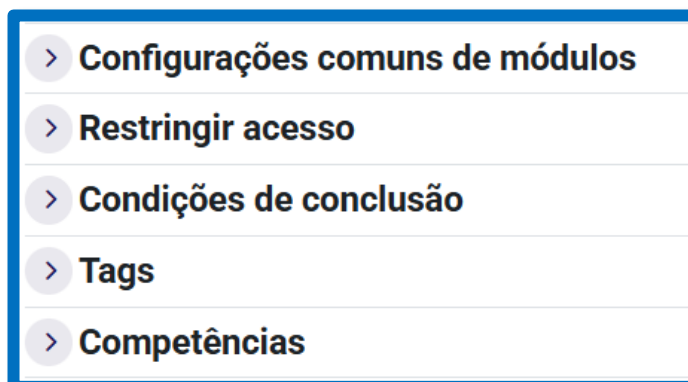 Configurações comuns de módulos
Restringir acesso
Condições de conclusão
Tags
Competências